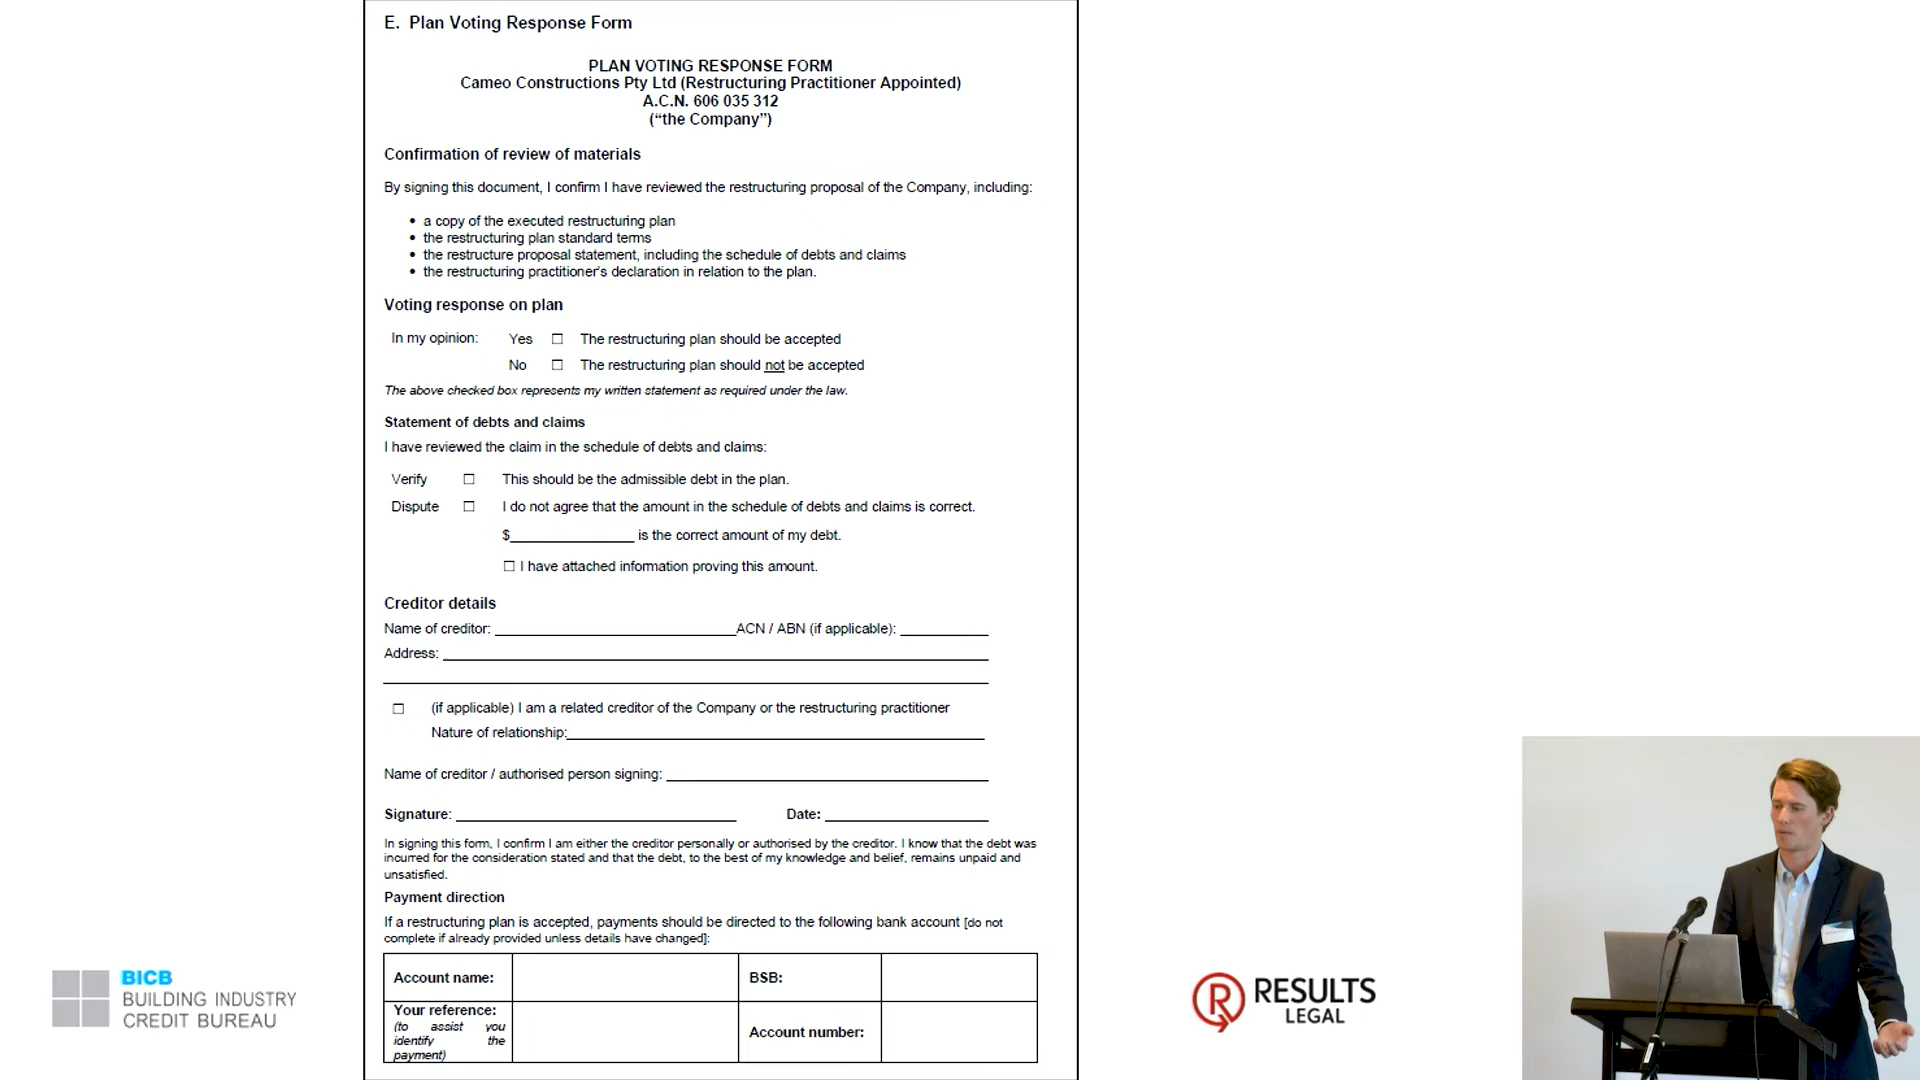 E. Plan Voting Response Form
PLAN VOTING RESPONSE FORM
Cameo Constructions Pty Ltd (Restructuring Practitioner Appointed)
A.C.N. 606 035 312
(“the Company”)
Confirmation of review of materials
By signing this document, I confirm I have reviewed the restructuring proposal of the Company, including:
• a copy of the executed restructuring plan
• the restructuring plan standard terms
• the restructure proposal statement, including the schedule of debts and claims
• the restructuring practitioner's declaration in relation to the plan.
Voting response on plan
In my opinion: Yes ☐ The restructuring plan should be accepted
No ☐ The restructuring plan should not be accepted
The above checked box represents my written statement as required under the law.
Statement of debts and claims
I have reviewed the claim in the schedule of debts and claims:
Verify ☐ This should be the admissible debt in the plan.
Dispute ☐ I do not agree that the amount in the schedule of debts and claims is correct.
$________________ is the correct amount of my debt.
☐ I have attached information proving this amount.
Creditor details
Name of creditor: ________________ACN / ABN (if applicable): ___________
Address: ________________
☐ (if applicable) I am a related creditor of the Company or the restructuring practitioner
Nature of relationship:________________
Name of creditor / authorised person signing: ________________
Signature: ________________ Date: ________________
In signing this form, I confirm I am either the creditor personally or authorised by the creditor. I know that the debt was
incurred for the consideration stated and that the debt, to the best of my knowledge and belief, remains unpaid and
unsatisfied.
Payment direction
If a restructuring plan is accepted, payments should be directed to the following bank account [do not
complete if already provided unless details have changed]:
Account name: BSB:
Your reference:
(to assist you
identify the
payment)
Account number:
BICB
BUILDING INDUSTRY
CREDIT BUREAU
R
RESULTS
LEGAL